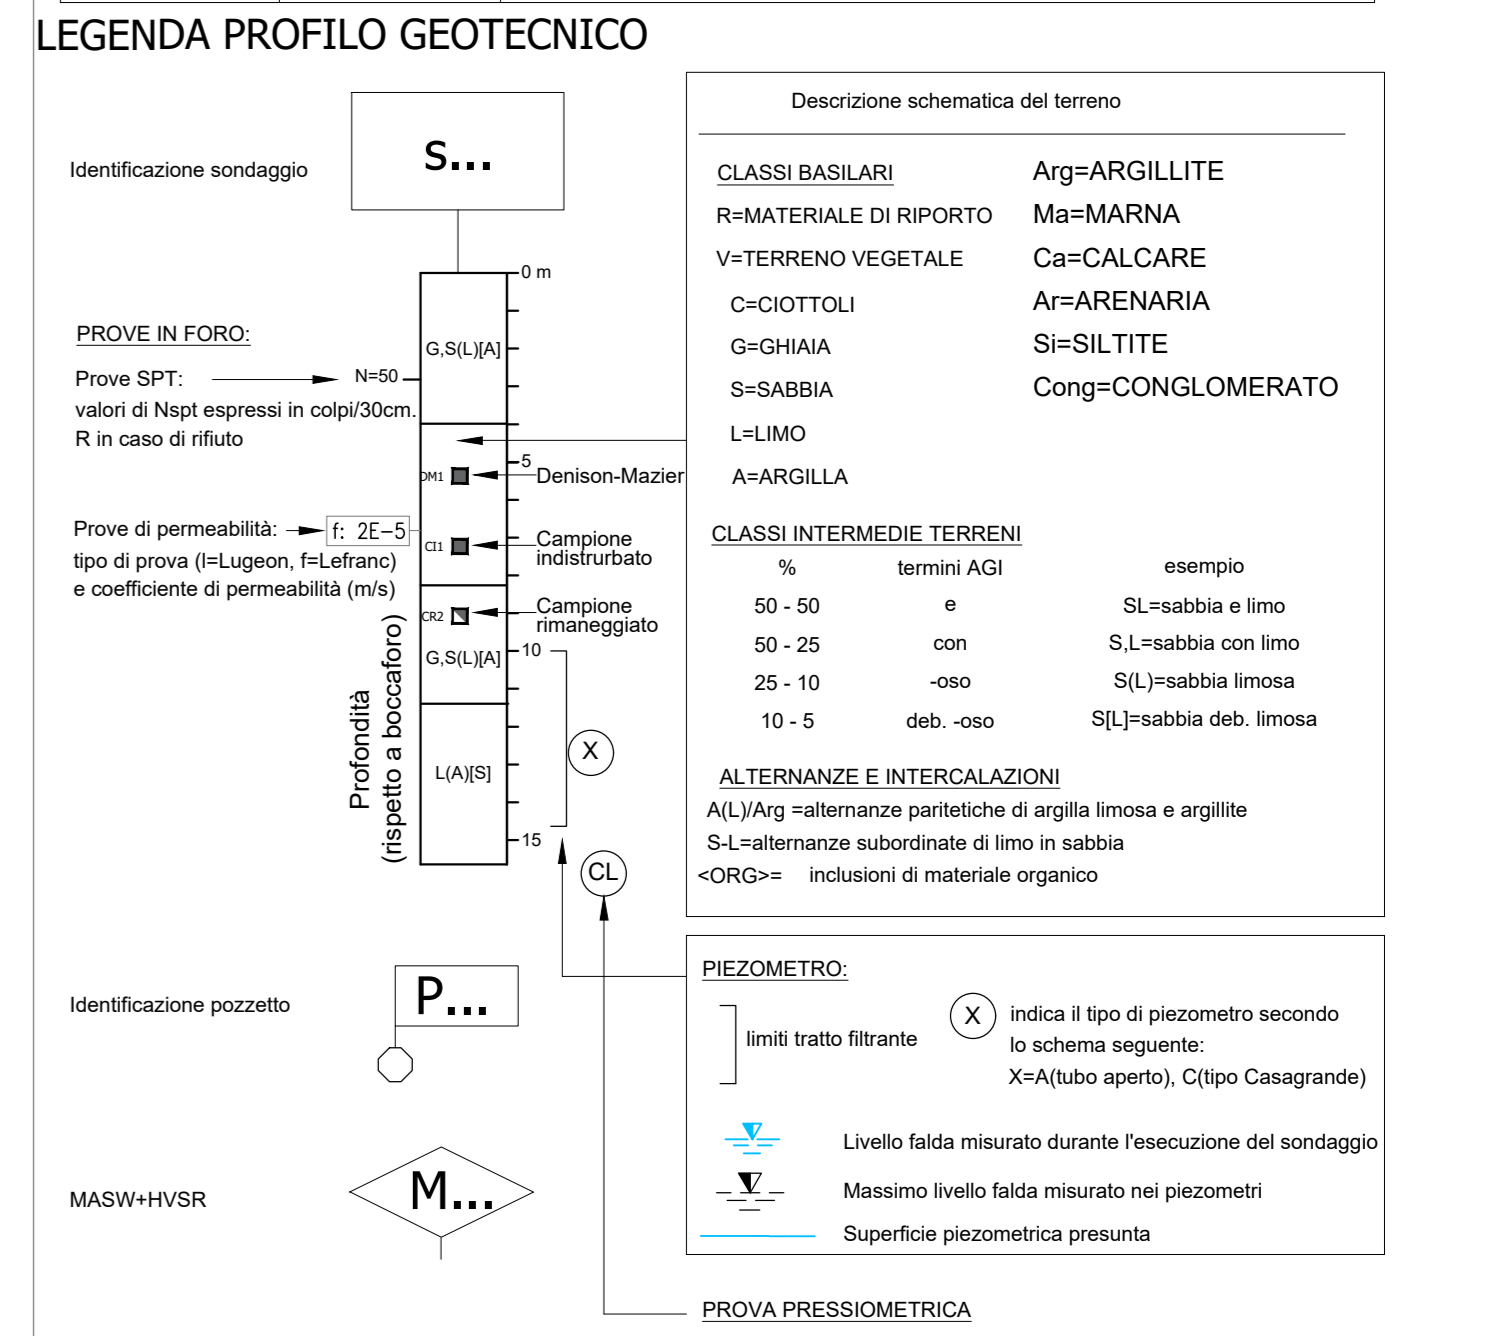 LEGENDA PROFILO GEOTECNICO
Identificazione sondaggio
s...
0 m
G,S(L)[A]
PROVE IN FORO:
Prove SPT:
N=50
valori di Nspt espressi in colpi/30cm.
R in caso di rifiuto
5
DM1
Denison-Mazier
Prove di permeabilità:
f: 2E-5
tipo di prova (l=Lugeon, f=Lefranc)
e coefficiente di permeabilità (m/s)
CI1
Campione
indistrurbato
CR2
Campione
rimaneggiato
G,S(L)[A]
10
Profondità
(rispetto a boccaforo)
L(A)[S]
X
15
CL
Identificazione pozzetto
P...
MASW+HVSR
M...
Descrizione schematica del terreno
CLASSI BASILARI
R=MATERIALE DI RIPORTO
V=TERRENO VEGETALE
C=CIOTTOLI
G=GHIAIA
S=SABBIA
L=LIMO
A=ARGILLA
Arg=ARGILLITE
Ma=MARNA
Ca=CALCARE
Ar=ARENARIA
Si=SILTITE
Cong=CONGLOMERATO
CLASSI INTERMEDIE TERRENI
% termini AGI esempio
50 - 50 e SL=sabbia e limo
50 - 25 con S,L=sabbia con limo
25 - 10 -oso S(L)=sabbia limosa
10 - 5 deb. -oso S[L]=sabbia deb. limosa
ALTERNANZE E INTERCALAZIONI
A(L)/Arg =alternanze paritetiche di argilla limosa e argillite
S-L=alternanze subordinate di limo in sabbia
<ORG>= inclusioni di materiale organico
PIEZOMETRO:
limiti tratto filtrante
X
indica il tipo di piezometro secondo
lo schema seguente:
X=A(tubo aperto), C(tipo Casagrande)
Livello falda misurato durante l'esecuzione del sondaggio
Massimo livello falda misurato nei piezometri
Superficie piezometrica presunta
PROVA PRESSIOMETRICA